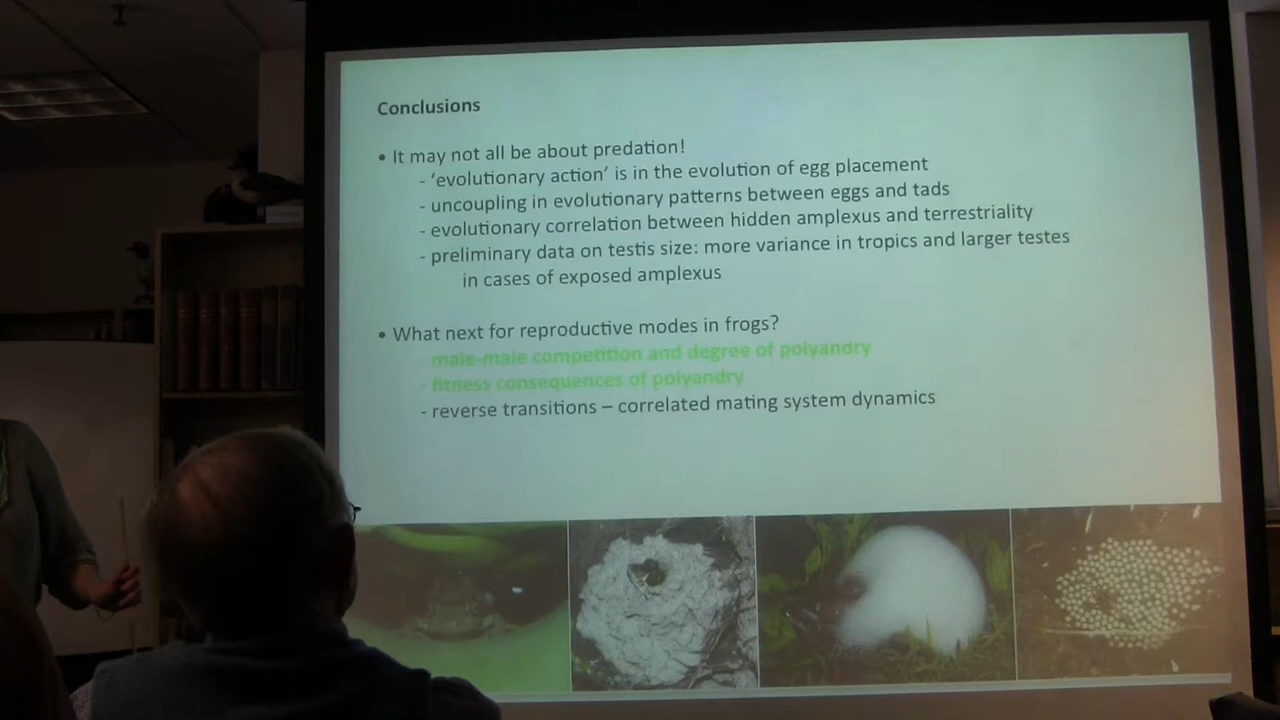 Conclusions
• It may not all be about predation!
- ‘evolutionary action’ is in the evolution of egg placement
- uncoupling in evolutionary patterns between eggs and tads
- evolutionary correlation between hidden amplexus and terrestriality
- preliminary data on testis size: more variance in tropics and larger testes
in cases of exposed amplexus
• What next for reproductive modes in frogs?
male-male competition and degree of polyandry
- fitness consequences of polyandry
- reverse transitions – correlated mating system dynamics